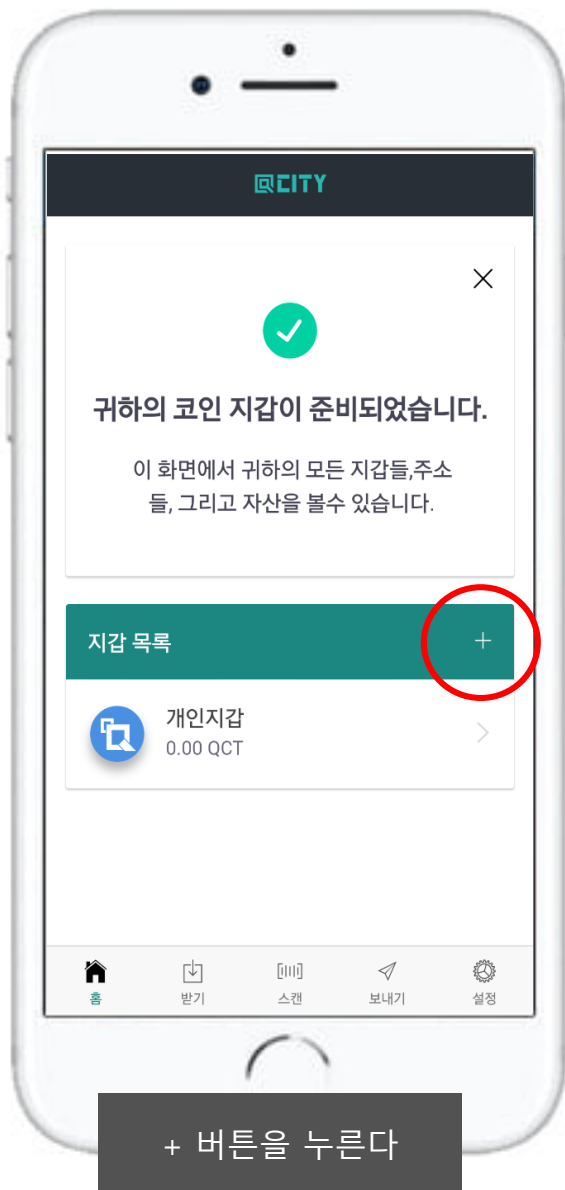 QCITY
귀하의 코인 지갑이 준비되었습니다.
이 화면에서 귀하의 모든 지갑들,주소
들, 그리고 자산을 볼수 있습니다.
지갑 목록 +
개인지갑
0.00 QCT
홈 받기 스캔 보내기 설정
+ 버튼을 누른다